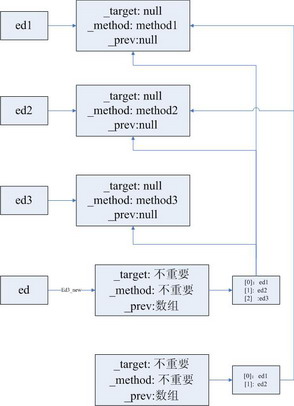 ed1
_target: null
_method: method1
_prev:null
ed2
_target: null
_method: method2
_prev:null
ed3
_target: null
_method: method3
_prev:null
ed
Ed3_new
_target: 不重要
_method: 不重要
_prev:数组
[0]: ed1
[1]: ed2
[2] :ed3
_target: 不重要
_method: 不重要
_prev:数组
[0]: ed1
[1]: ed2